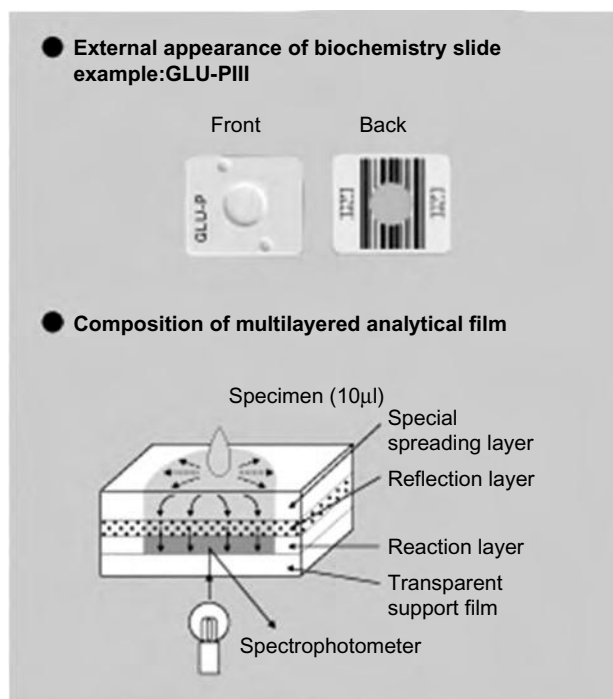 External appearance of biochemistry slide
example:GLU-PIII
Front
Back
GLU-P
Composition of multilayered analytical film
Specimen (10μl)
Special
spreading layer
Reflection layer
Reaction layer
Transparent
support film
Spectrophotometer